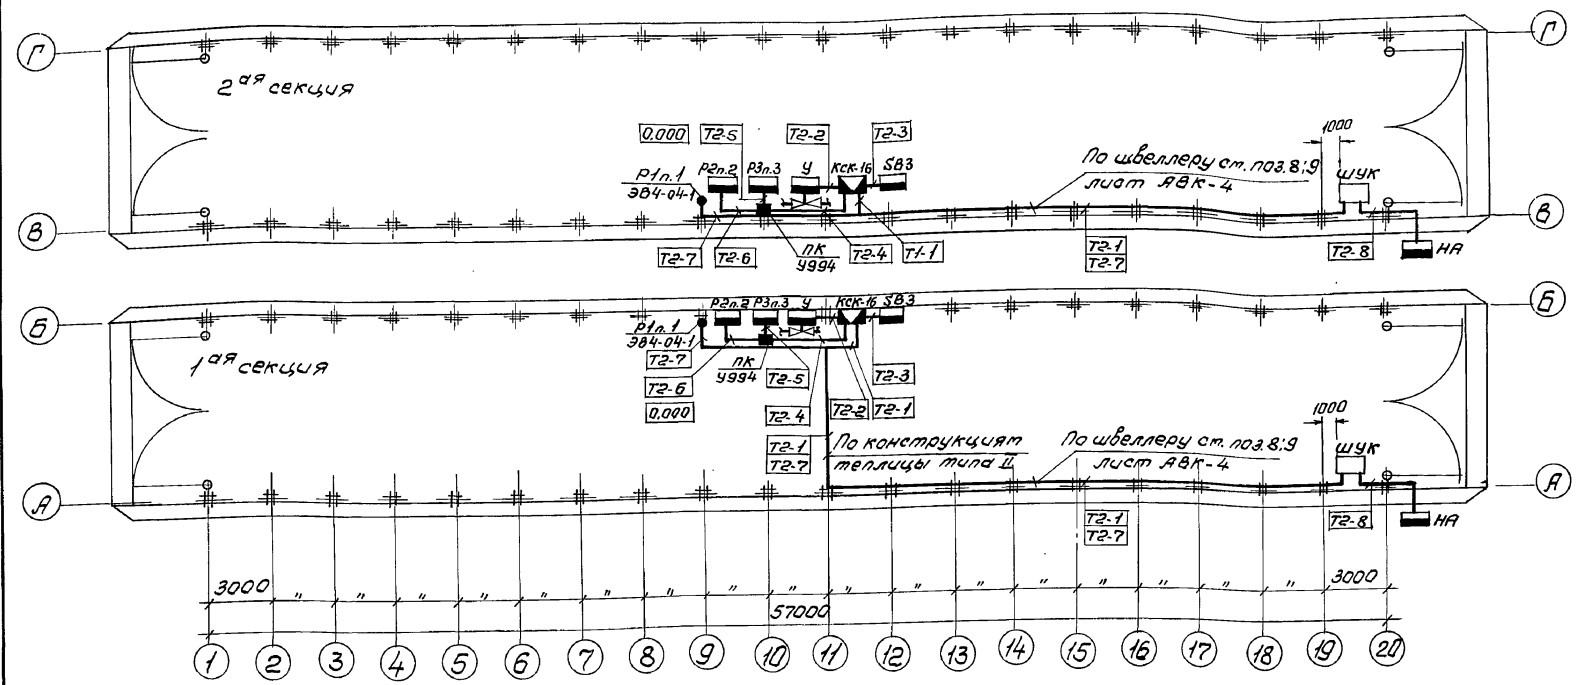 Г Г
2ая секция
0.000 Т2-5 Т2-2 Т2-3
1000
Р1п.1
ЭВ4-04-1
Р2п.2 Р3п.3 У КСК-16 SВ3
По швеллеру ст. поз. 8;9
лист АВК-4
ШУК
В В
Т2-7 Т2-6 ПК
У994
Т2-4 Т1-1
Т2-1
Т2-7
Т2-8 НА
Б Б
Р2п.2 Р3п.3 У КСК-16 SВ3
Р1п.1
ЭВ4-04-1
1ая секция
Т2-7
Т2-6
0.000
ПК
У994
Т2-5 Т2-3
Т2-4 Т2-2 Т2-1
1000
Т2-1
Т2-7
По конструкциям
теплицы типа II
По швеллеру ст. поз. 8;9
лист АВК-4
ШУК
А А
Т2-1
Т2-7
Т2-8 НА
3000 " " " " " " " " " " " " " " " " " 3000
57000
1 2 3 4 5 6 7 8 9 10 11 12 13 14 15 16 17 18 19 20